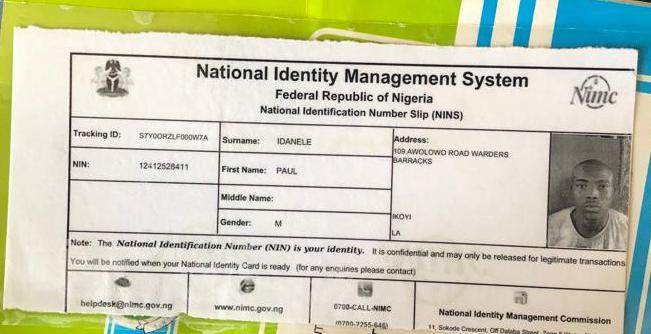 National Identity Management System
Federal Republic of Nigeria
National Identification Number Slip (NINS)
Nimc
Tracking ID: S7Y0ORZLF000W7A
Surname: IDANELE
Address:
109 AWOLOWO ROAD WARDERS
BARRACKS
NIN: 12412528411
First Name: PAUL
Middle Name:
IKOYI
Gender: M
LA
Note: The National Identification Number (NIN) is your identity. It is confidential and may only be released for legitimate transactions
You will be notified when your National Identity Card is ready (for any enquiries please contact)
helpdesk@nimc.gov.ng
www.nimc.gov.ng
0700-CALL-NIMC
(0700-2255-646)
National Identity Management Commission
11, Sokode Crescent, Off Dalaba Street, Zone 5